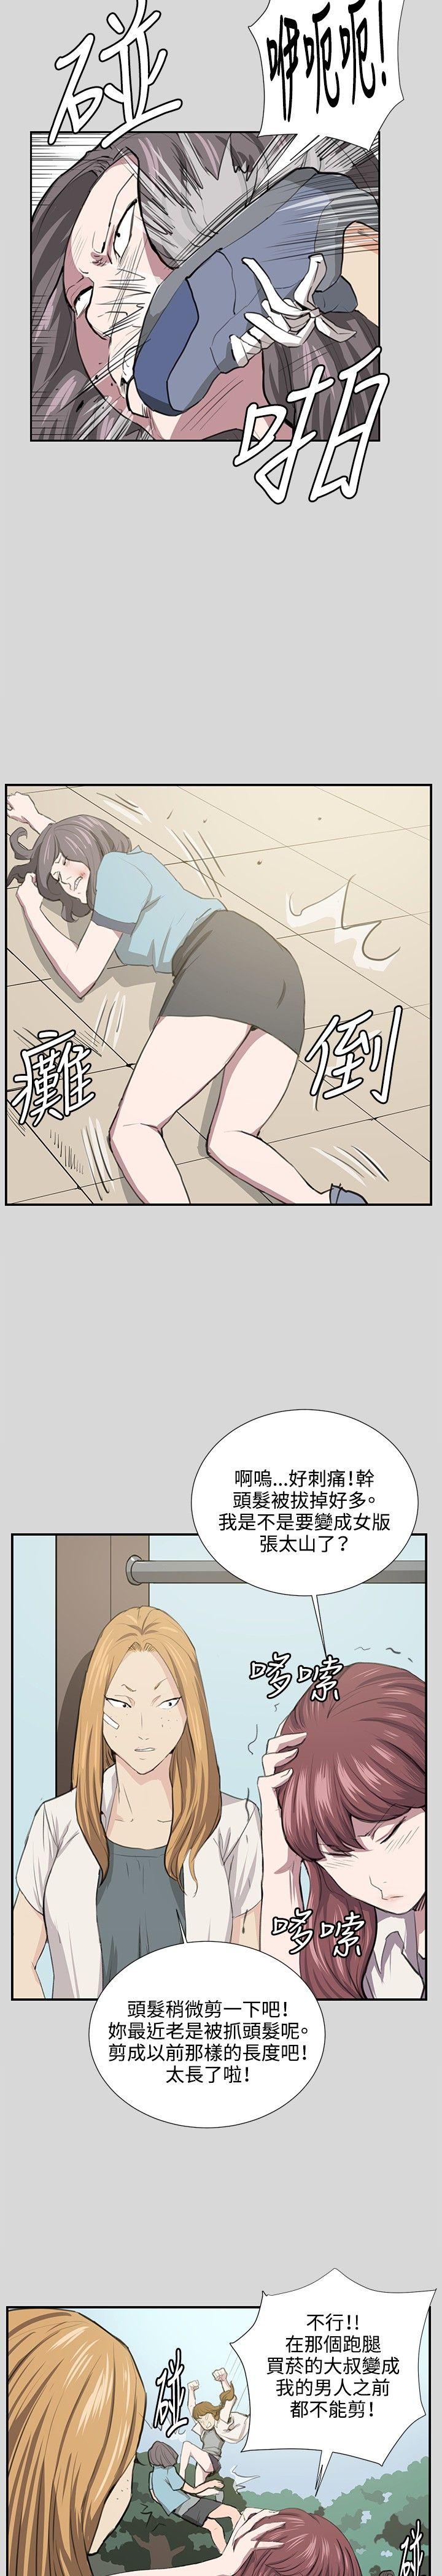 咿呃呃!
碰
啪
癱
倒
啊嗚...好刺痛!幹
頭髮被拔掉好多。
我是不是要變成女版
張太山了?
哆嗦
哆嗦
頭髮稍微剪一下吧!
妳最近老是被抓頭髮呢。
剪成以前那樣的長度吧!
太長了啦!
不行!!
在那個跑腿
買菸的大叔變成
我的男人之前
都不能剪!
碰